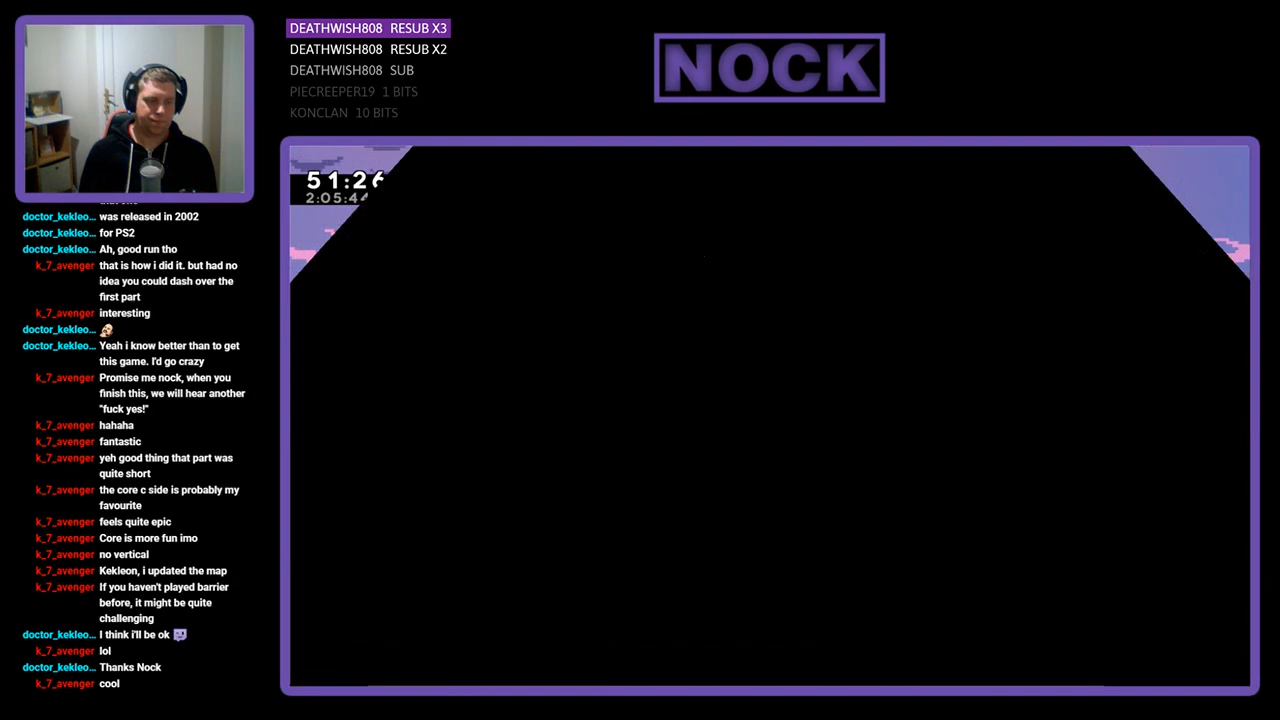 DEATHWISH808 RESUB X3
DEATHWISH808 RESUB X2
DEATHWISH808 SUB
PIECREEPER19 1 BITS
KONCLAN 10 BITS
NOCK
51:26
2:05:44
doctor_kekleo... was released in 2002
doctor_kekleo... for PS2
doctor_kekleo... Ah, good run tho
k_7_avenger that is how i did it. but had no
idea you could dash over the
first part
k_7_avenger interesting
doctor_kekleo...
doctor_kekleo... Yeah i know better than to get
this game. I'd go crazy
k_7_avenger Promise me nock, when you
finish this, we will hear another
"fuck yes!"
k_7_avenger hahaha
k_7_avenger fantastic
k_7_avenger yeh good thing that part was
quite short
k_7_avenger the core c side is probably my
favourite
k_7_avenger feels quite epic
k_7_avenger Core is more fun imo
k_7_avenger no vertical
k_7_avenger Kekleon, i updated the map
k_7_avenger If you haven't played barrier
before, it might be quite
challenging
doctor_kekleo... I think i'll be ok
k_7_avenger lol
doctor_kekleo... Thanks Nock
k_7_avenger cool